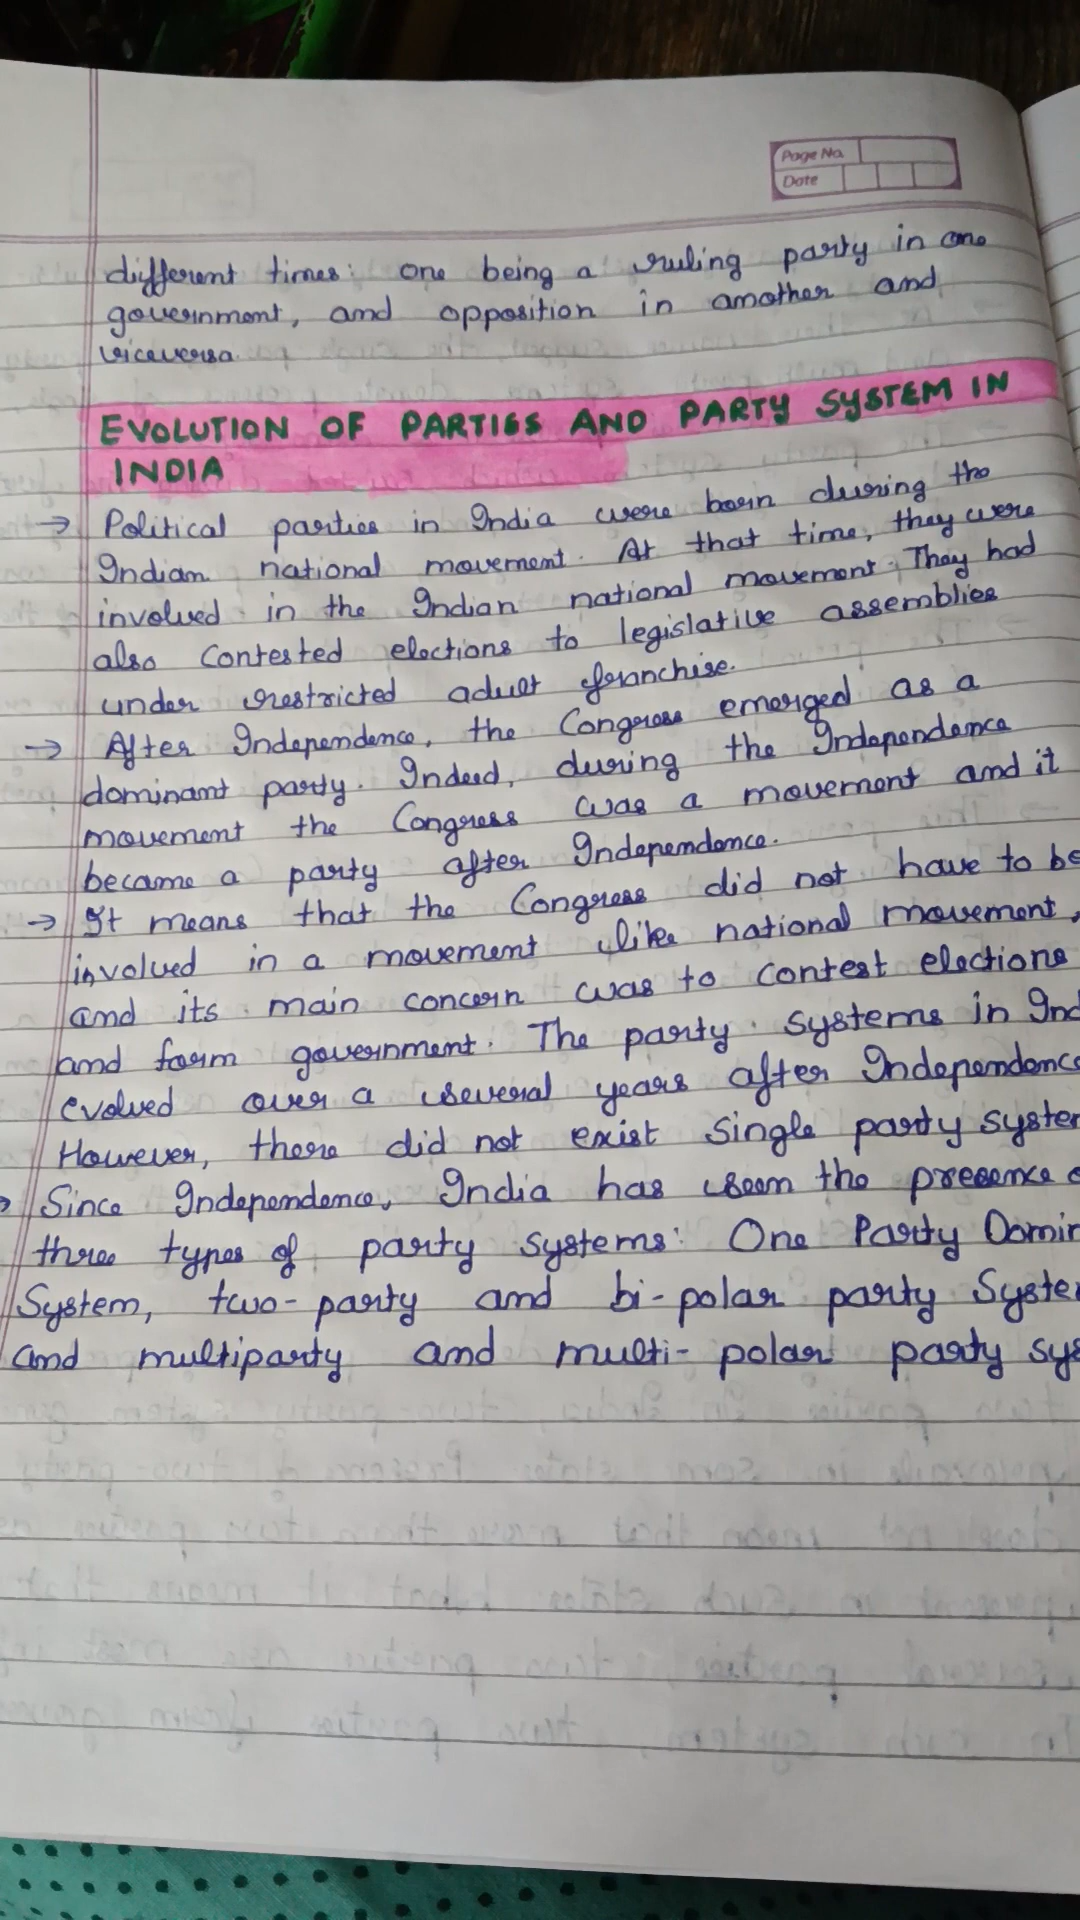 Page No.
Date
different times: one being a ruling party in one
government, and opposition in another and
viceversa.
EVOLUTION OF PARTIES AND PARTY SYSTEM IN
INDIA
→ Political parties in India were born during the
Indian national movement. At that time, they were
involved in the Indian national movement. They had
also contested elections to legislative assemblies
under restricted adult franchise.
→ After Independence, the Congress emerged as a
dominant party. Indeed, during the Independence
movement the Congress was a movement and it
became a party after Independence.
→ It means that the Congress did not have to be
involved in a movement like national movement,
and its main concern was to contest elections
and form government. The party systems in Ind
evolved over a several years after Independence
However, there did not exist single party system
→ Since Independence, India has seen the presence
three types of party systems: One Party Domin
System, two-party and bi-polar party System
and multiparty and multi-polar party sys